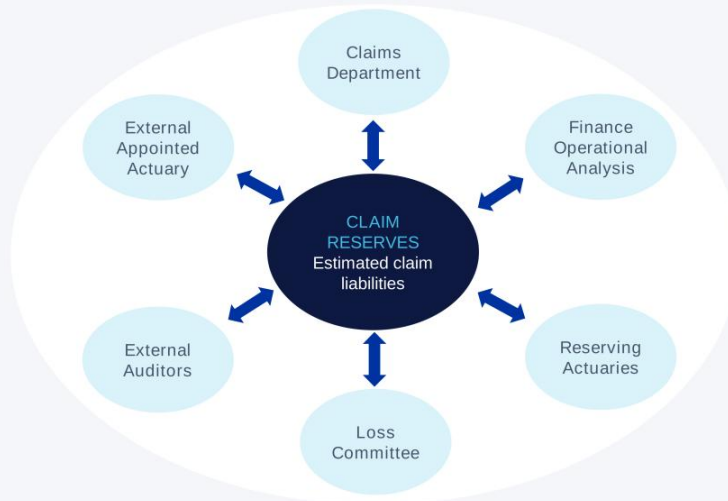 Claims
Department
External
Appointed
Actuary
Finance
Operational
Analysis
CLAIM
RESERVES
Estimated claim
liabilities
External
Auditors
Reserving
Actuaries
Loss
Committee